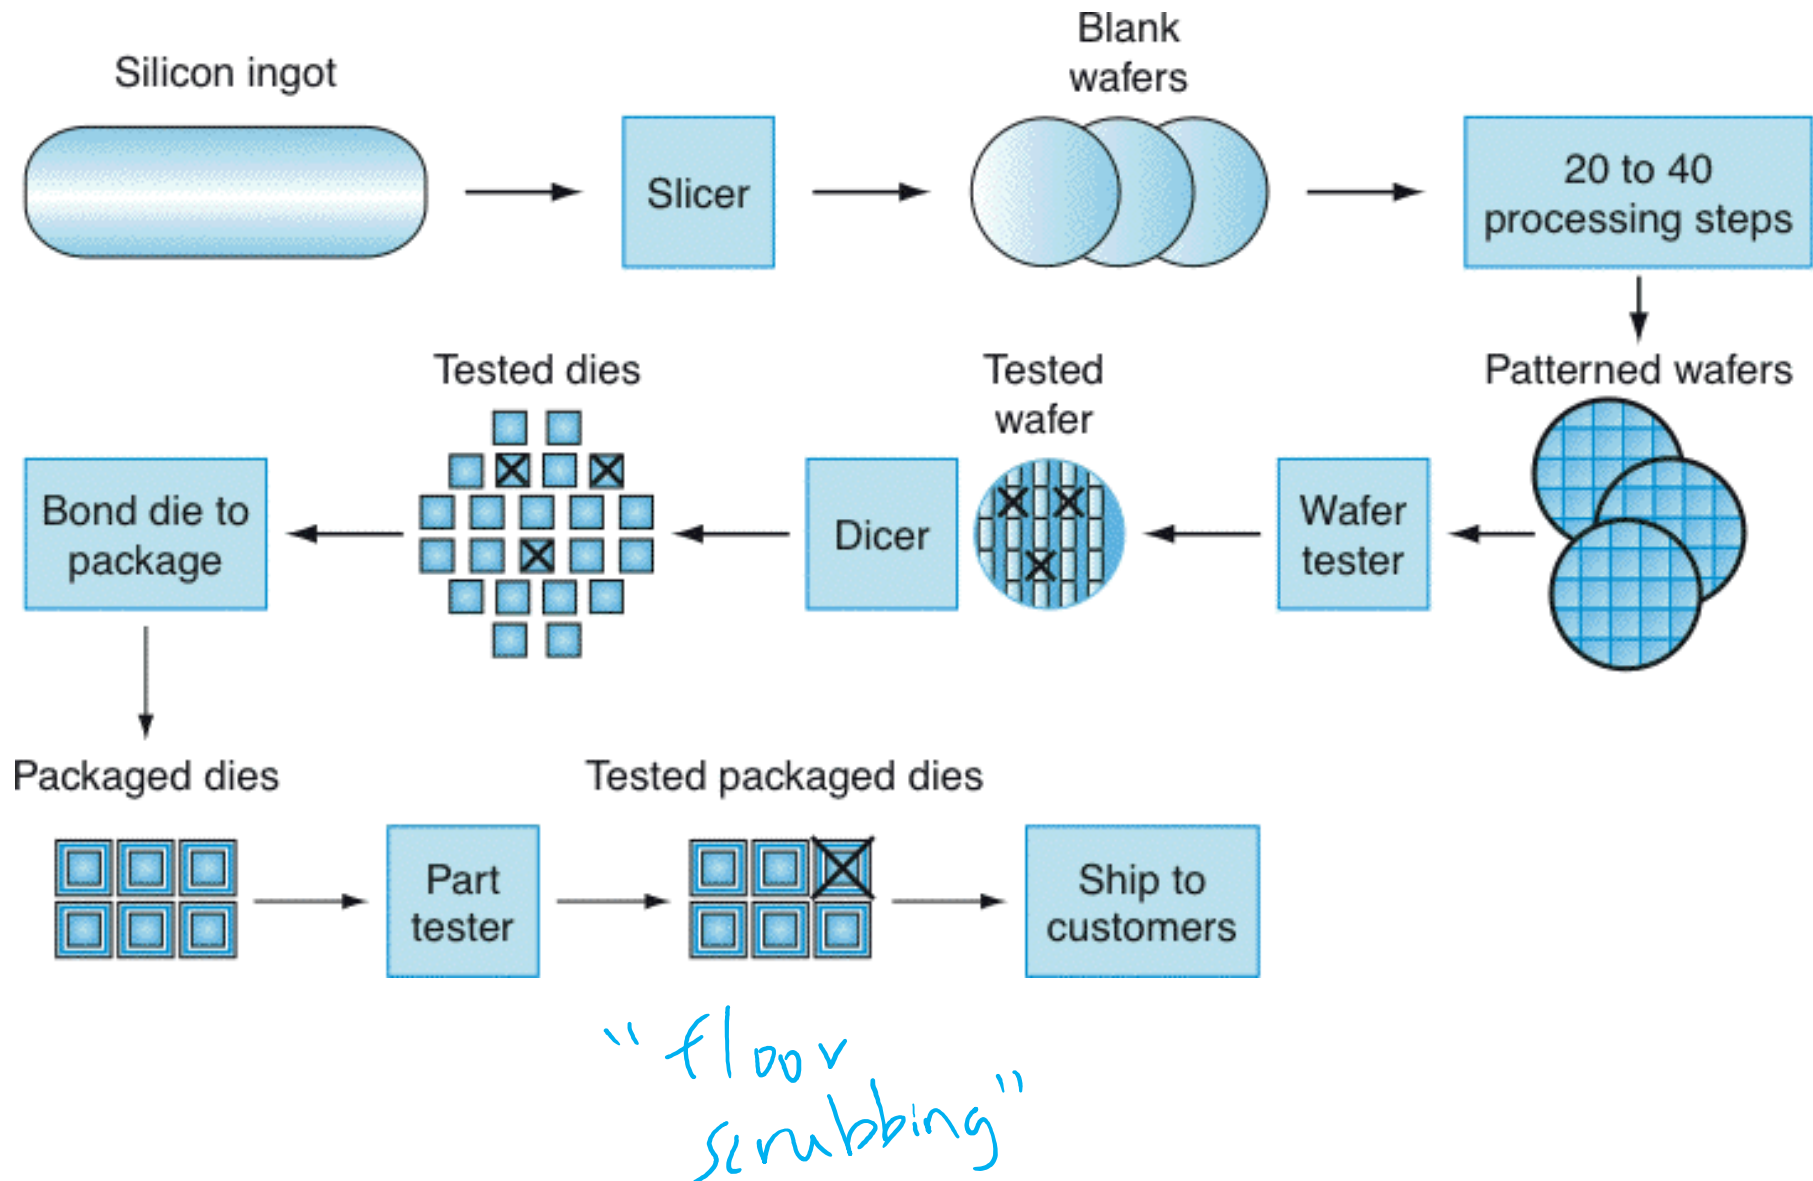 Silicon ingot
Slicer
Blank
wafers
20 to 40
processing steps
Tested dies
Tested
wafer
Patterned wafers
Bond die to
package
Dicer
Wafer
tester
Packaged dies
Tested packaged dies
Part
tester
Ship to
customers
"floor
scrubbing"